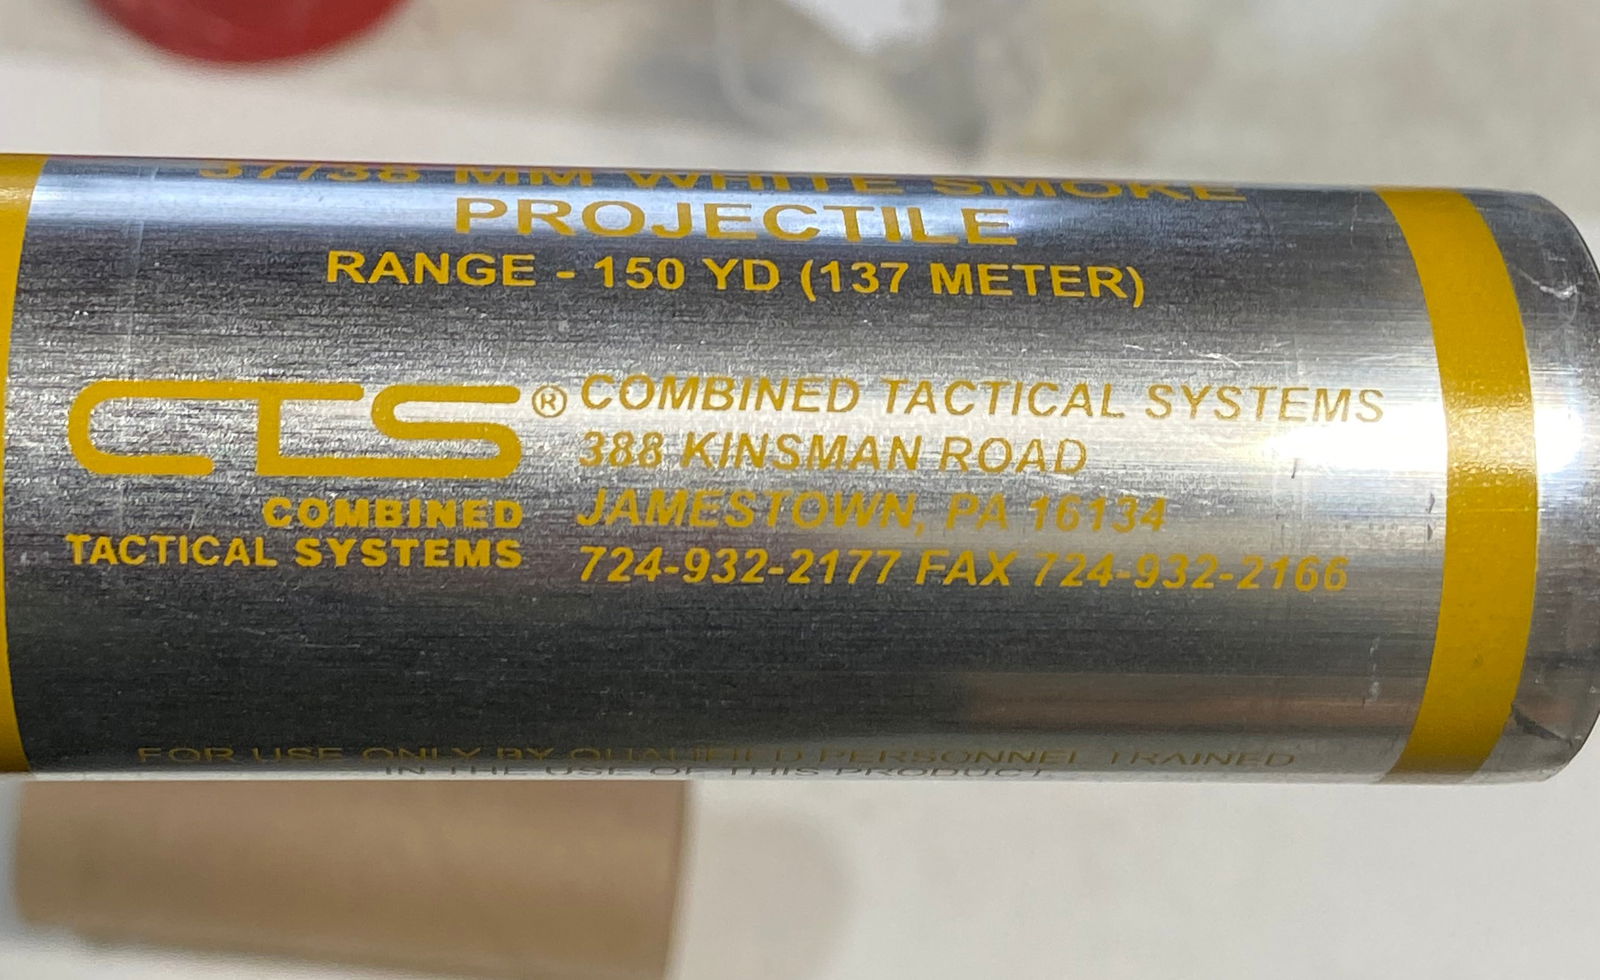 37/38 MM WHITE SMOKE
PROJECTILE
RANGE - 150 YD (137 METER)
CTS®
COMBINED
TACTICAL SYSTEMS
COMBINED TACTICAL SYSTEMS
388 KINSMAN ROAD
JAMESTOWN, PA 16134
724-932-2177 FAX 724-932-2166
FOR USE ONLY BY QUALIFIED PERSONNEL TRAINED
IN THE USE OF THIS PRODUCT